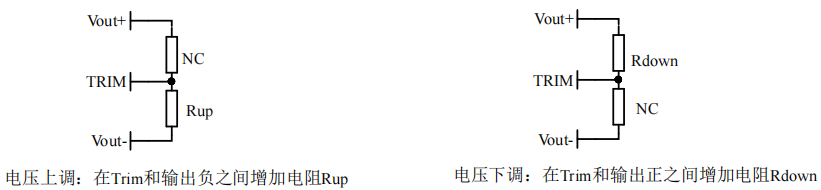 Vout+
NC
TRIM
Rup
Vout-
电压上调：在Trim和输出负之间增加电阻Rup
Vout+
Rdown
TRIM
NC
Vout-
电压下调：在Trim和输出正之间增加电阻Rdown